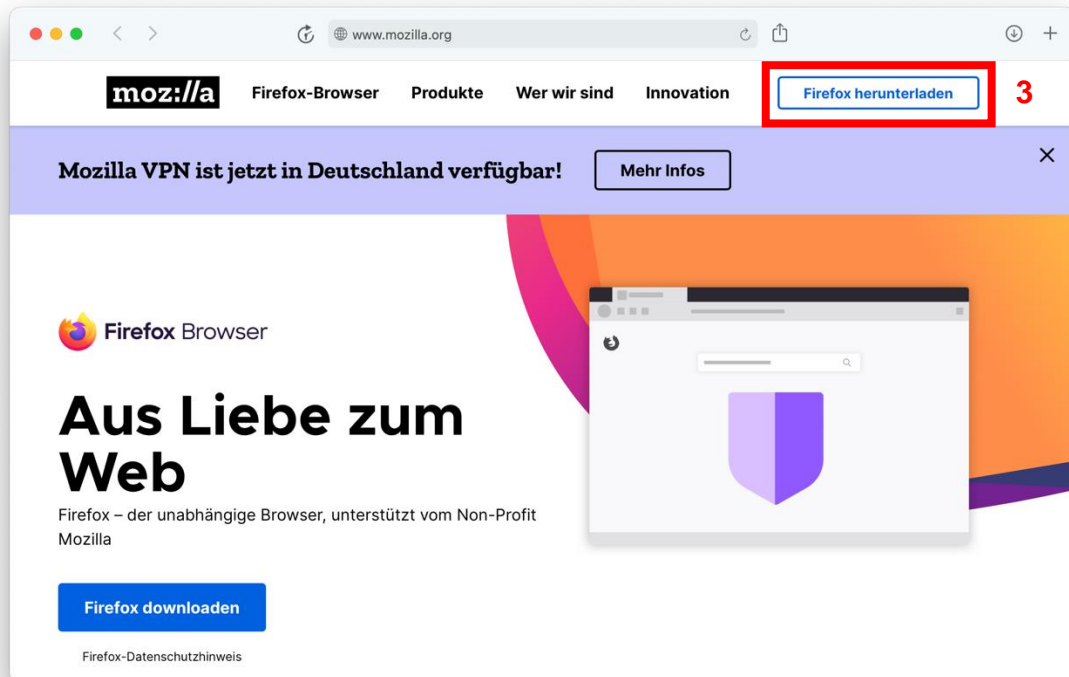 www.mozilla.org
moz://a
Firefox-Browser Produkte Wer wir sind Innovation Firefox herunterladen 3
Mozilla VPN ist jetzt in Deutschland verfügbar! Mehr Infos
Firefox Browser
Aus Liebe zum
Web
Firefox – der unabhängige Browser, unterstützt vom Non-Profit
Mozilla
Firefox downloaden
Firefox-Datenschutzhinweis